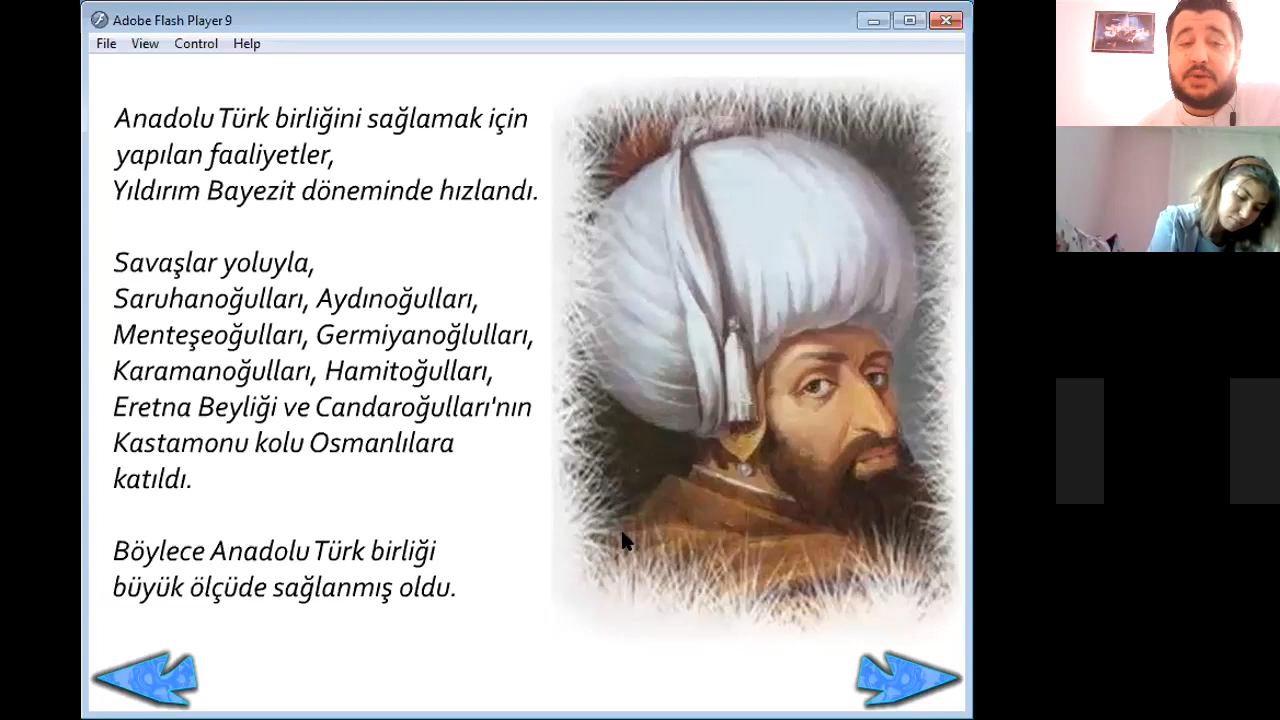 Adobe Flash Player 9
File View Control Help
Anadolu Türk birliğini sağlamak için
yapılan faaliyetler,
Yıldırım Bayezit döneminde hızlandı.
Savaşlar yoluyla,
Saruhanoğulları, Aydınoğulları,
Menteşeoğulları, Germiyanoğlulları,
Karamanoğulları, Hamitoğulları,
Eretna Beyliği ve Candaroğulları'nın
Kastamonu kolu Osmanlılara
katıldı.
Böylece Anadolu Türk birliği
büyük ölçüde sağlanmış oldu.